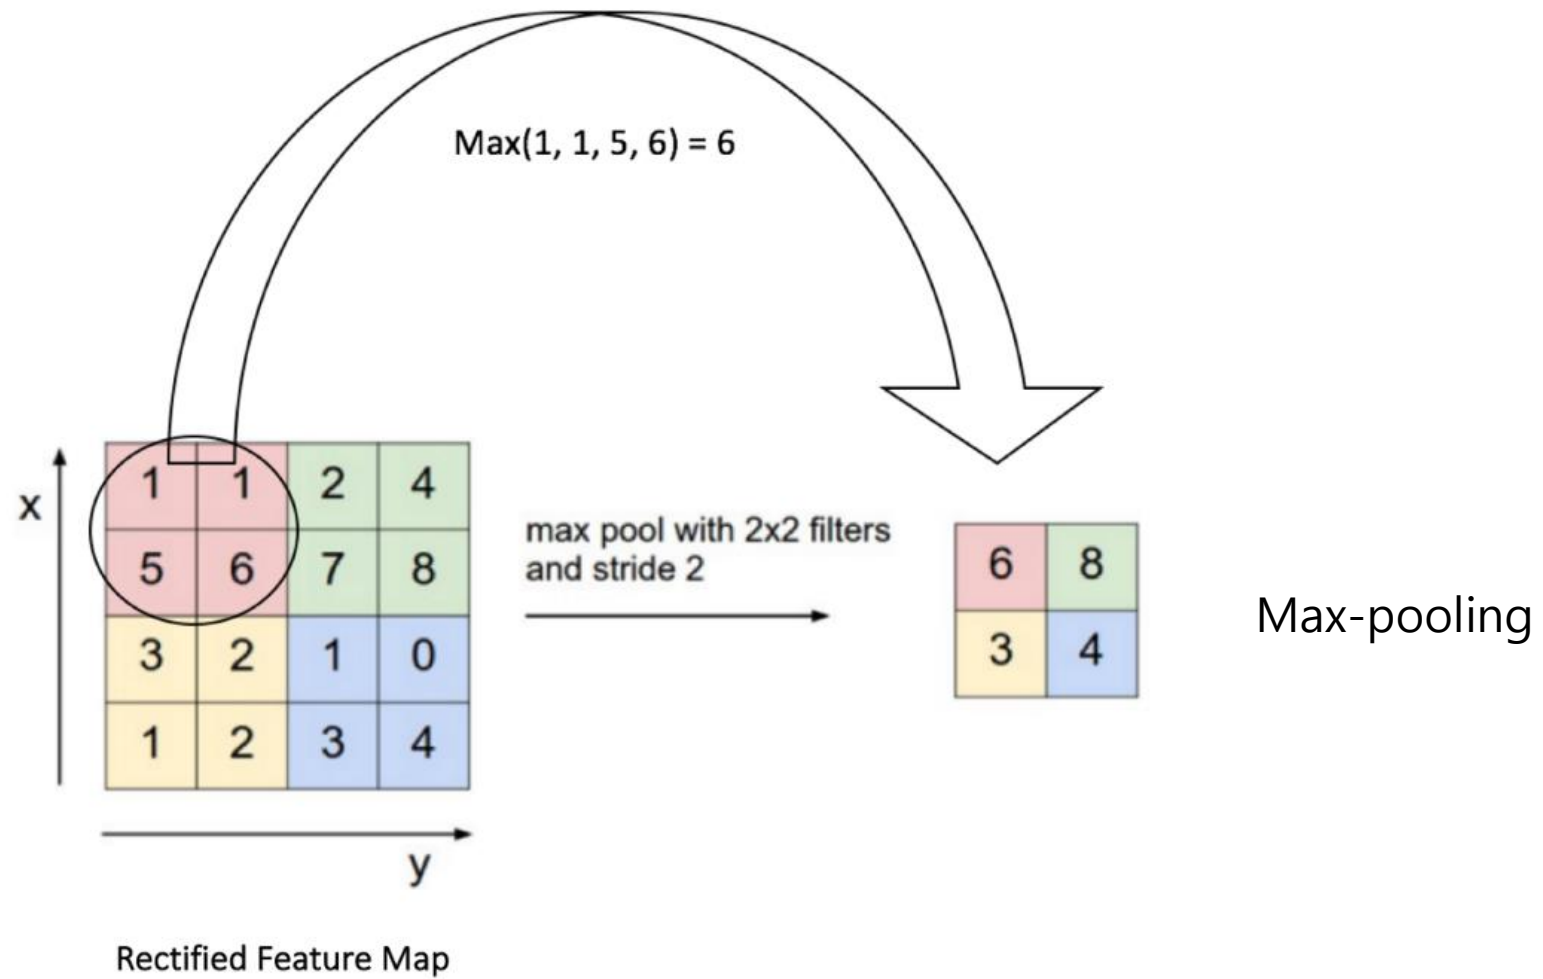 Max(1, 1, 5, 6) = 6
x
1 1 2 4
5 6 7 8
3 2 1 0
1 2 3 4
y
Rectified Feature Map
max pool with 2x2 filters
and stride 2
6 8
3 4
Max-pooling